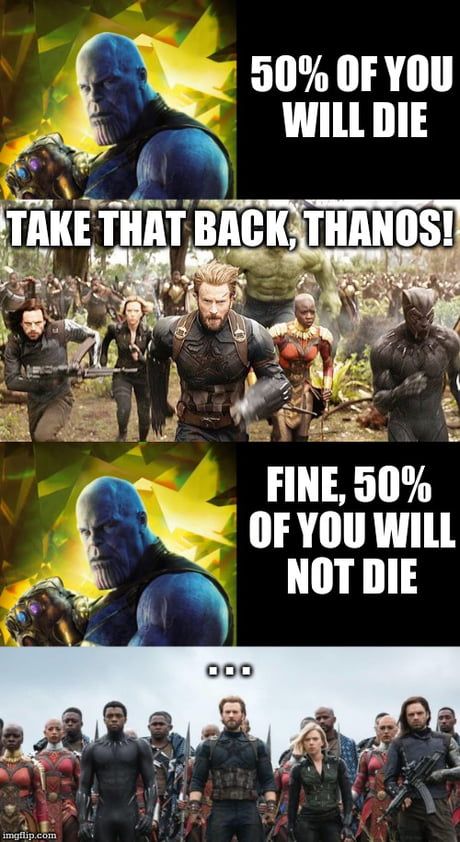 50% OF YOU
WILL DIE
TAKE THAT BACK, THANOS!
FINE, 50%
OF YOU WILL
NOT DIE
...
imgflip.com